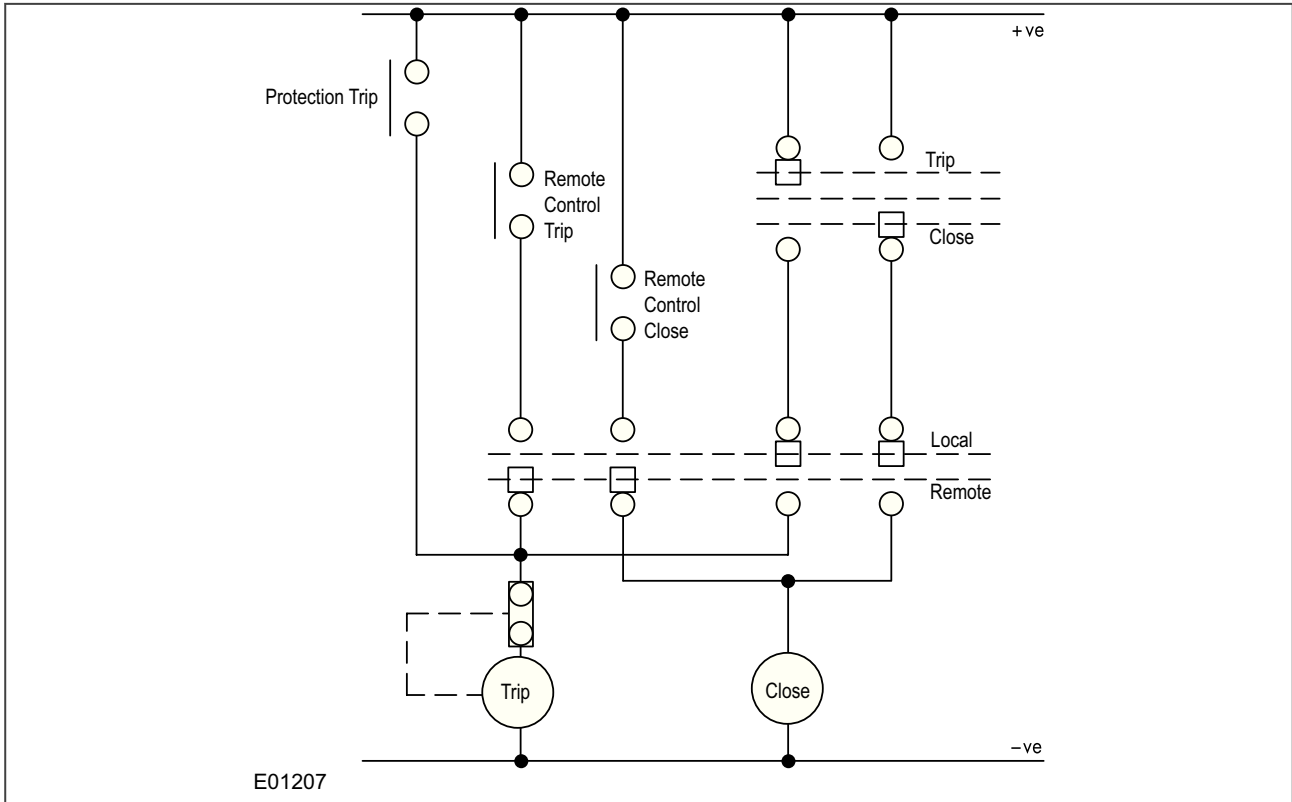 +ve
Protection Trip
Remote
Control
Trip
Remote
Control
Close
Trip
Close
Local
Remote
Trip
Close
−ve
E01207